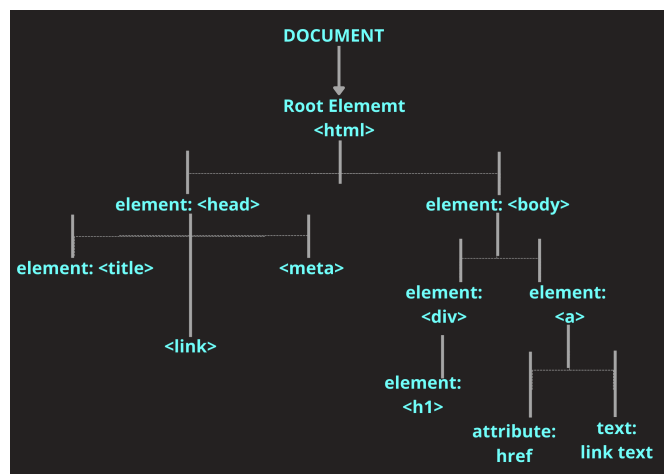 DOCUMENT
Root Elememt
<html>
element: <head>
element: <body>
element: <title>
<meta>
element:
<div>
element:
<a>
<link>
element:
<h1>
attribute:
href
text:
link text